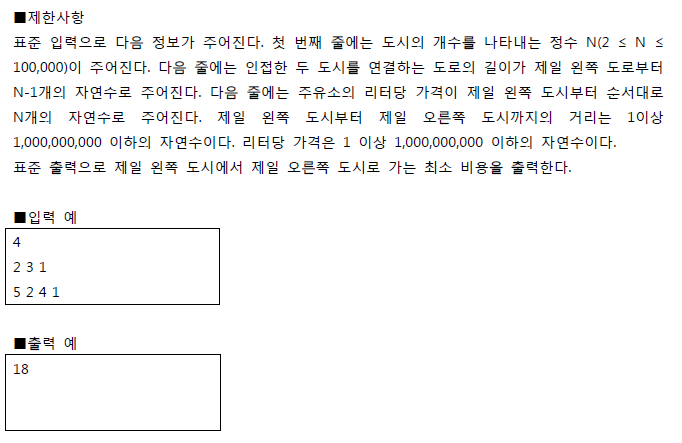 ■제한사항
표준 입력으로 다음 정보가 주어진다. 첫 번째 줄에는 도시의 개수를 나타내는 정수 N(2 ≤ N ≤
100,000)이 주어진다. 다음 줄에는 인접한 두 도시를 연결하는 도로의 길이가 제일 왼쪽 도로부터
N-1개의 자연수로 주어진다. 다음 줄에는 주유소의 리터당 가격이 제일 왼쪽 도시부터 순서대로
N개의 자연수로 주어진다. 제일 왼쪽 도시부터 제일 오른쪽 도시까지의 거리는 1이상
1,000,000,000 이하의 자연수이다. 리터당 가격은 1 이상 1,000,000,000 이하의 자연수이다.
표준 출력으로 제일 왼쪽 도시에서 제일 오른쪽 도시로 가는 최소 비용을 출력한다.
■입력 예
4
2 3 1
5 2 4 1
■출력 예
18